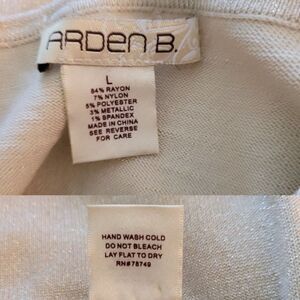 ARDEN B.
L
84% RAYON
7% NYLON
5% POLYESTER
3% METALLIC
1% SPANDEX
MADE IN CHINA
SEE REVERSE
FOR CARE
HAND WASH COLD
DO NOT BLEACH
LAY FLAT TO DRY
RN#78749